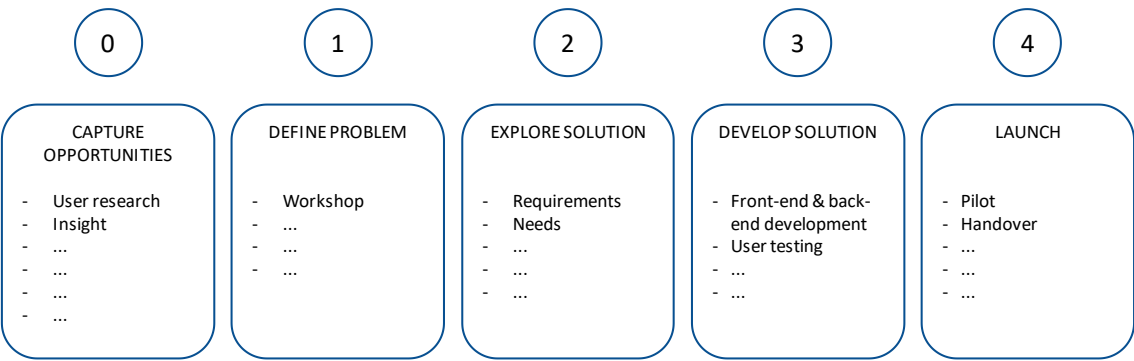 0
1
2
3
4
CAPTURE
OPPORTUNITIES
- User research
- Insight
- ...
- ...
- ...
- ...
DEFINE PROBLEM
- Workshop
- ...
- ...
- ...
EXPLORE SOLUTION
- Requirements
- Needs
- ...
- ...
- ...
DEVELOP SOLUTION
- Front-end & back-
end development
- User testing
- ...
- ...
LAUNCH
- Pilot
- Handover
- ...
- ...
- ...